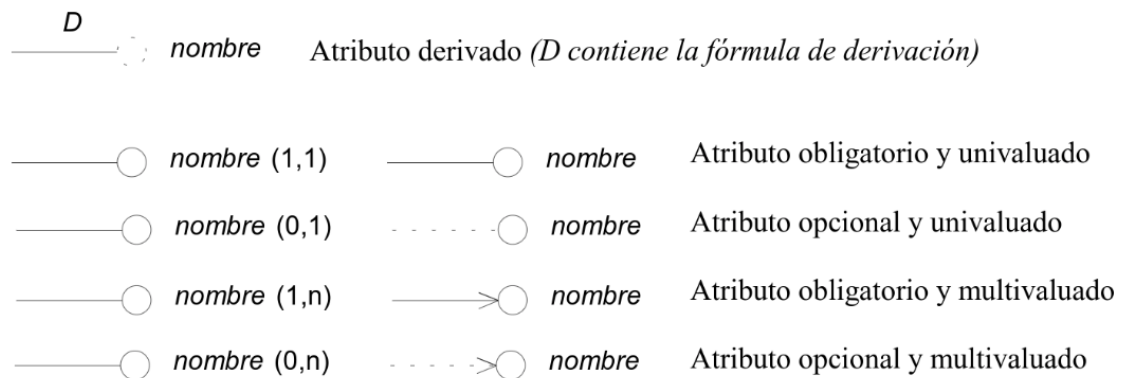 D
nombre Atributo derivado (D contiene la fórmula de derivación)
nombre (1,1) nombre Atributo obligatorio y univaluado
nombre (0,1) nombre Atributo opcional y univaluado
nombre (1,n) nombre Atributo obligatorio y multivaluado
nombre (0,n) nombre Atributo opcional y multivaluado